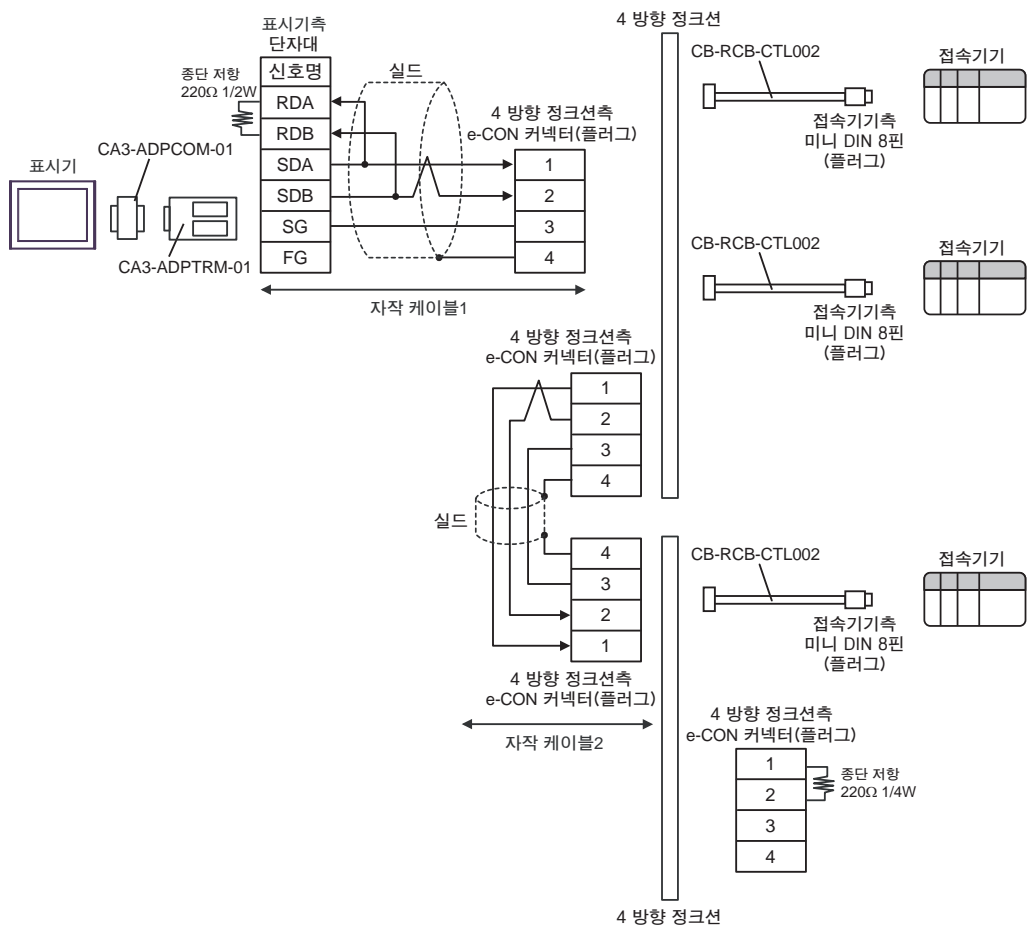 4 방향 정크션
표시기측
단자대
신호명
RDA
RDB
SDA
SDB
SG
FG
종단 저항
220Ω 1/2W
실드
4 방향 정크션측
e-CON 커넥터(플러그)
1
2
3
4
표시기
CA3-ADPCOM-01
CA3-ADPTRM-01
자작 케이블1
CB-RCB-CTL002
접속기기측
미니 DIN 8핀
(플러그)
접속기기
CB-RCB-CTL002
접속기기측
미니 DIN 8핀
(플러그)
접속기기
4 방향 정크션측
e-CON 커넥터(플러그)
1
2
3
4
실드
4
3
2
1
4 방향 정크션측
e-CON 커넥터(플러그)
자작 케이블2
CB-RCB-CTL002
접속기기측
미니 DIN 8핀
(플러그)
접속기기
4 방향 정크션측
e-CON 커넥터(플러그)
1
2
3
4
종단 저항
220Ω 1/4W
4 방향 정크션